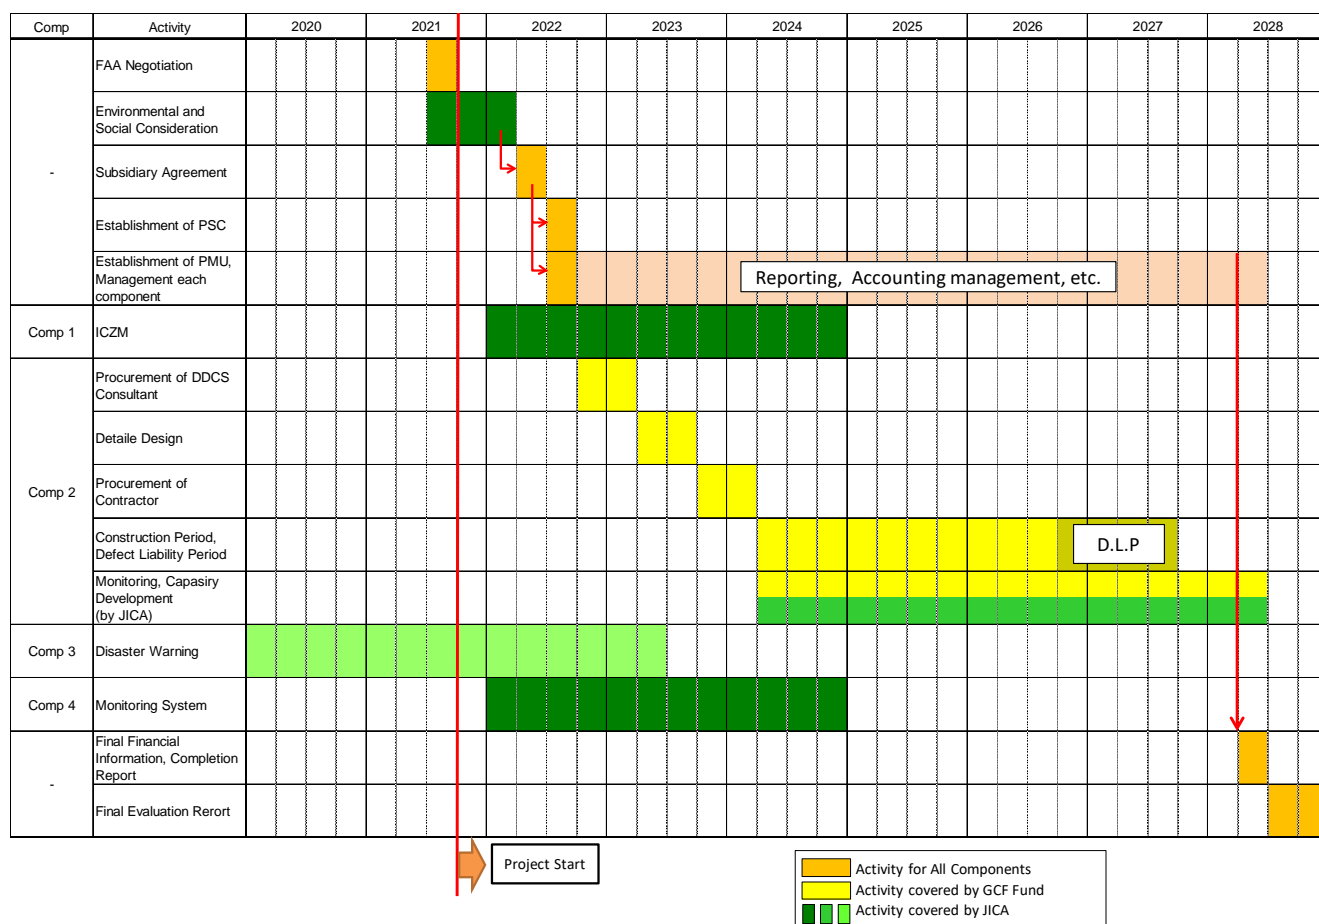 Comp Activity 2020 2021 2022 2023 2024 2025 2026 2027 2028
FAA Negotiation
Environmental and
Social Consideration
-
Subsidiary Agreement
Establishment of PSC
Establishment of PMU,
Management each
component
Reporting, Accounting management, etc.
Comp 1 ICZM
Procurement of DDCS
Consultant
Detaile Design
Comp 2
Procurement of
Contractor
Construction Period,
Defect Liability Period
D.L.P
Monitoring, Capasiry
Development
(by JICA)
Comp 3 Disaster Warning
Comp 4 Monitoring System
Final Financial
Information, Completion
Report
-
Final Evaluation Rerort
Project Start
Activity for All Components
Activity covered by GCF Fund
Activity covered by JICA